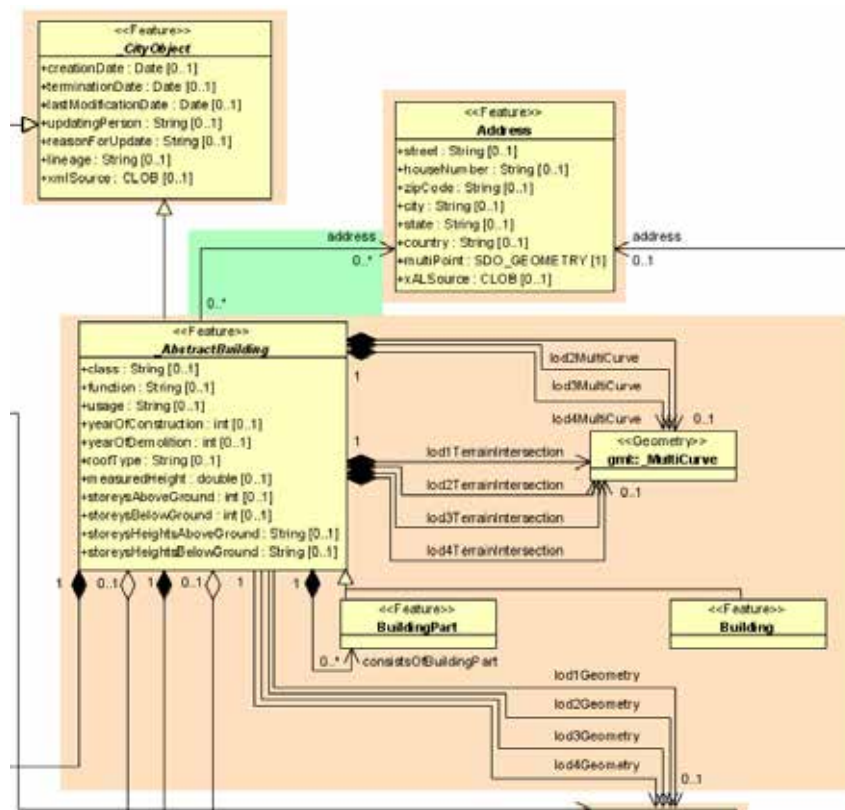 <<Feature>>
_CityObject
+creationDate : Date [0..1]
+terminationDate : Date [0..1]
+lastModificationDate : Date [0..1]
+updatingPerson : String [0..1]
+reasonForUpdate : String [0..1]
+lineage : String [0..1]
+xmlSource : CLOB [0..1]
<<Feature>>
Address
+street : String [0..1]
+houseNumber : String [0..1]
+zipCode : String [0..1]
+city : String [0..1]
+state : String [0..1]
+country : String [0..1]
+multiPoint : SDO_GEOMETRY [1]
+xALSource : CLOB [0..1]
address
0..*
address
0..1
0..*
<<Feature>>
_AbstractBuilding
+class : String [0..1]
+function : String [0..1]
+usage : String [0..1]
+yearOfConstruction : int [0..1]
+yearOfDemolition : int [0..1]
+roofType : String [0..1]
+measuredHeight : double [0..1]
+storeysAboveGround : int [0..1]
+storeysBelowGround : int [0..1]
+storeysHeightsAboveGround : String [0..1]
+storeysHeightsBelowGround : String [0..1]
1
lod2MultiCurve
lod3MultiCurve
lod4MultiCurve
0..1
<<Geometry>>
gml::_MultiCurve
1
lod1TerrainIntersection
lod2TerrainIntersection
0..1
lod3TerrainIntersection
lod4TerrainIntersection
1
0..1
1
0..1
1
1
<<Feature>>
BuildingPart
<<Feature>>
Building
0..*
consistsOfBuildingPart
lod1Geometry
lod2Geometry
lod3Geometry
lod4Geometry
0..1